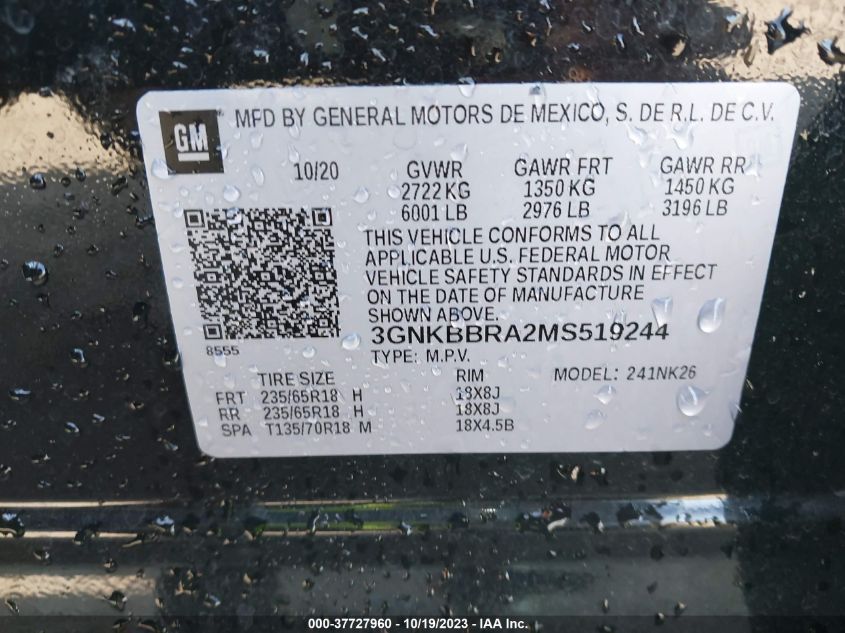 GM
MFD BY GENERAL MOTORS DE MEXICO, S. DE R.L. DE C.V.
10/20 GVWR GAWR FRT GAWR RR
2722 KG 1350 KG 1450 KG
6001 LB 2976 LB 3196 LB
THIS VEHICLE CONFORMS TO ALL
APPLICABLE U.S. FEDERAL MOTOR
VEHICLE SAFETY STANDARDS IN EFFECT
ON THE DATE OF MANUFACTURE
SHOWN ABOVE.
3GNKBBRA2MS519244
8555
TYPE: M.P.V.
TIRE SIZE RIM MODEL: 241NK26
FRT 235/65R18 H 18X8J
RR 235/65R18 H 18X8J
SPA T135/70R18 M 18X4.5B
000-37727960 - 10/19/2023 - IAA Inc.